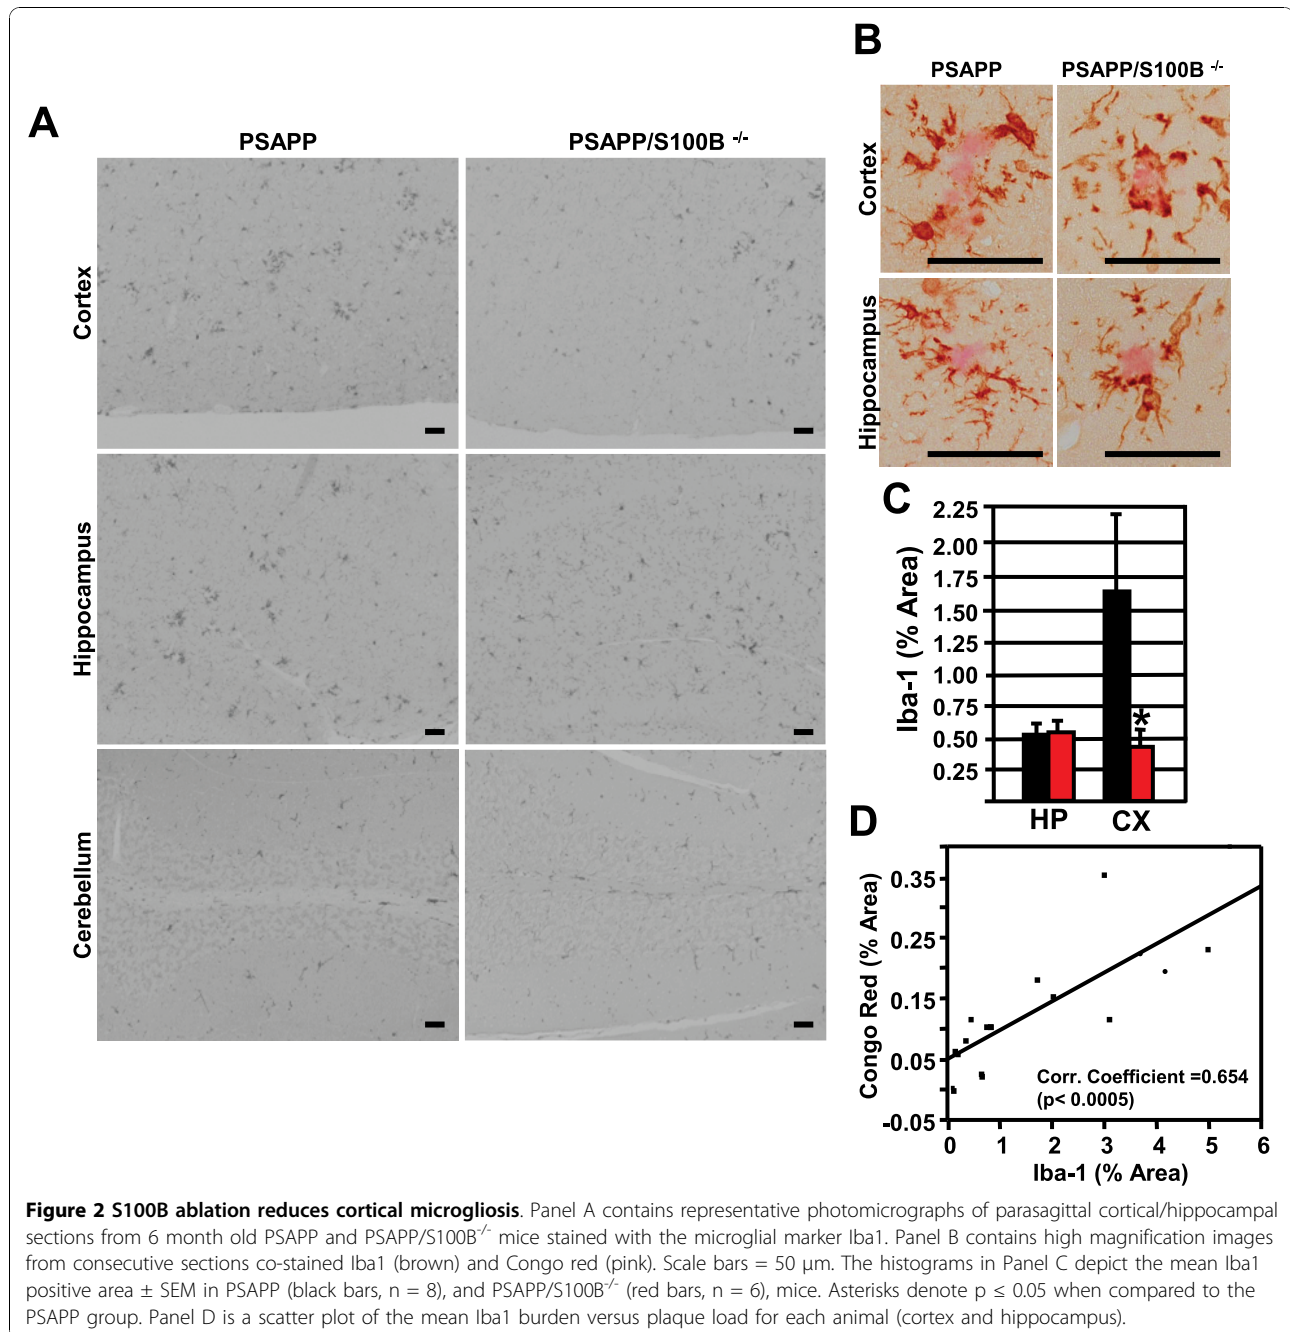 A
PSAPP
PSAPP/S100B -/-
Cortex
Hippocampus
Cerebellum
B
PSAPP
PSAPP/S100B -/-
Cortex
Hippocampus
C
Iba-1 (% Area)
2.25
2.00
1.75
1.50
1.25
1.00
0.75
0.50
0.25
*
HP
CX
D
Congo Red (% Area)
0.35
0.25
0.15
0.05
-0.05
Corr. Coefficient =0.654
(p< 0.0005)
0 1 2 3 4 5 6
Iba-1 (% Area)
Figure 2 S100B ablation reduces cortical microgliosis. Panel A contains representative photomicrographs of parasagittal cortical/hippocampal
sections from 6 month old PSAPP and PSAPP/S100B-/- mice stained with the microglial marker Iba1. Panel B contains high magnification images
from consecutive sections co-stained Iba1 (brown) and Congo red (pink). Scale bars = 50 μm. The histograms in Panel C depict the mean Iba1
positive area ± SEM in PSAPP (black bars, n = 8), and PSAPP/S100B-/- (red bars, n = 6), mice. Asterisks denote p ≤ 0.05 when compared to the
PSAPP group. Panel D is a scatter plot of the mean Iba1 burden versus plaque load for each animal (cortex and hippocampus).